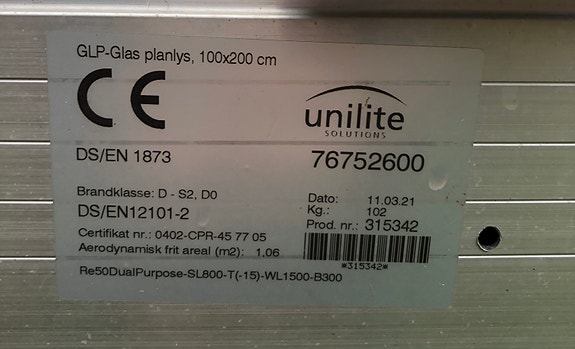 GLP-Glas planlys, 100x200 cm
CE
unilite
SOLUTIONS
DS/EN 1873
76752600
Brandklasse: D - S2, D0
DS/EN12101-2
Dato: 11.03.21
Kg.: 102
Prod. nr.: 315342
Certifikat nr.: 0402-CPR-45 77 05
Aerodynamisk frit areal (m2): 1,06
*315342*
Re50DualPurpose-SL800-T(-15)-WL1500-B300